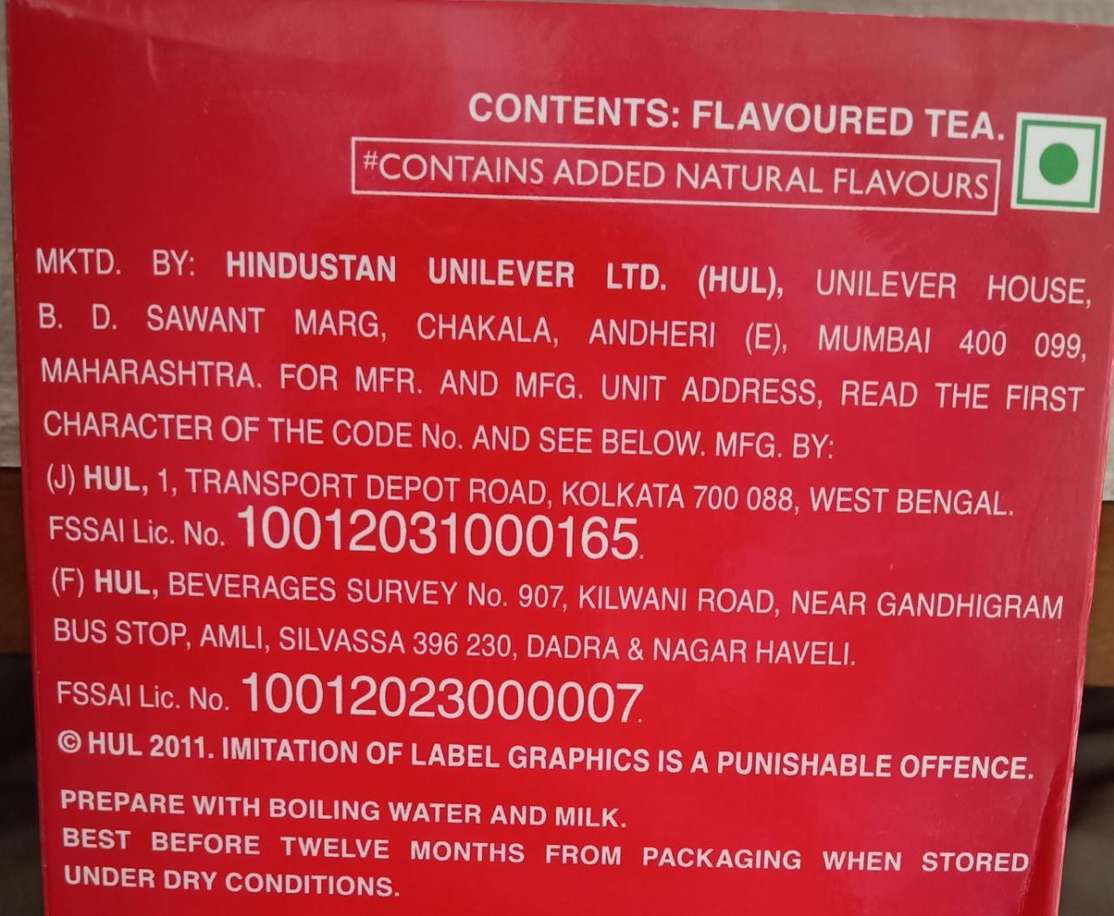 CONTENTS: FLAVOURED TEA.
#CONTAINS ADDED NATURAL FLAVOURS
MKTD. BY: HINDUSTAN UNILEVER LTD. (HUL), UNILEVER HOUSE,
B. D. SAWANT MARG, CHAKALA, ANDHERI (E), MUMBAI 400 099,
MAHARASHTRA. FOR MFR. AND MFG. UNIT ADDRESS, READ THE FIRST
CHARACTER OF THE CODE No. AND SEE BELOW. MFG. BY:
(J) HUL, 1, TRANSPORT DEPOT ROAD, KOLKATA 700 088, WEST BENGAL.
FSSAI Lic. No. 10012031000165.
(F) HUL, BEVERAGES SURVEY No. 907, KILWANI ROAD, NEAR GANDHIGRAM
BUS STOP, AMLI, SILVASSA 396 230, DADRA & NAGAR HAVELI.
FSSAI Lic. No. 10012023000007.
© HUL 2011. IMITATION OF LABEL GRAPHICS IS A PUNISHABLE OFFENCE.
PREPARE WITH BOILING WATER AND MILK.
BEST BEFORE TWELVE MONTHS FROM PACKAGING WHEN STORED
UNDER DRY CONDITIONS.